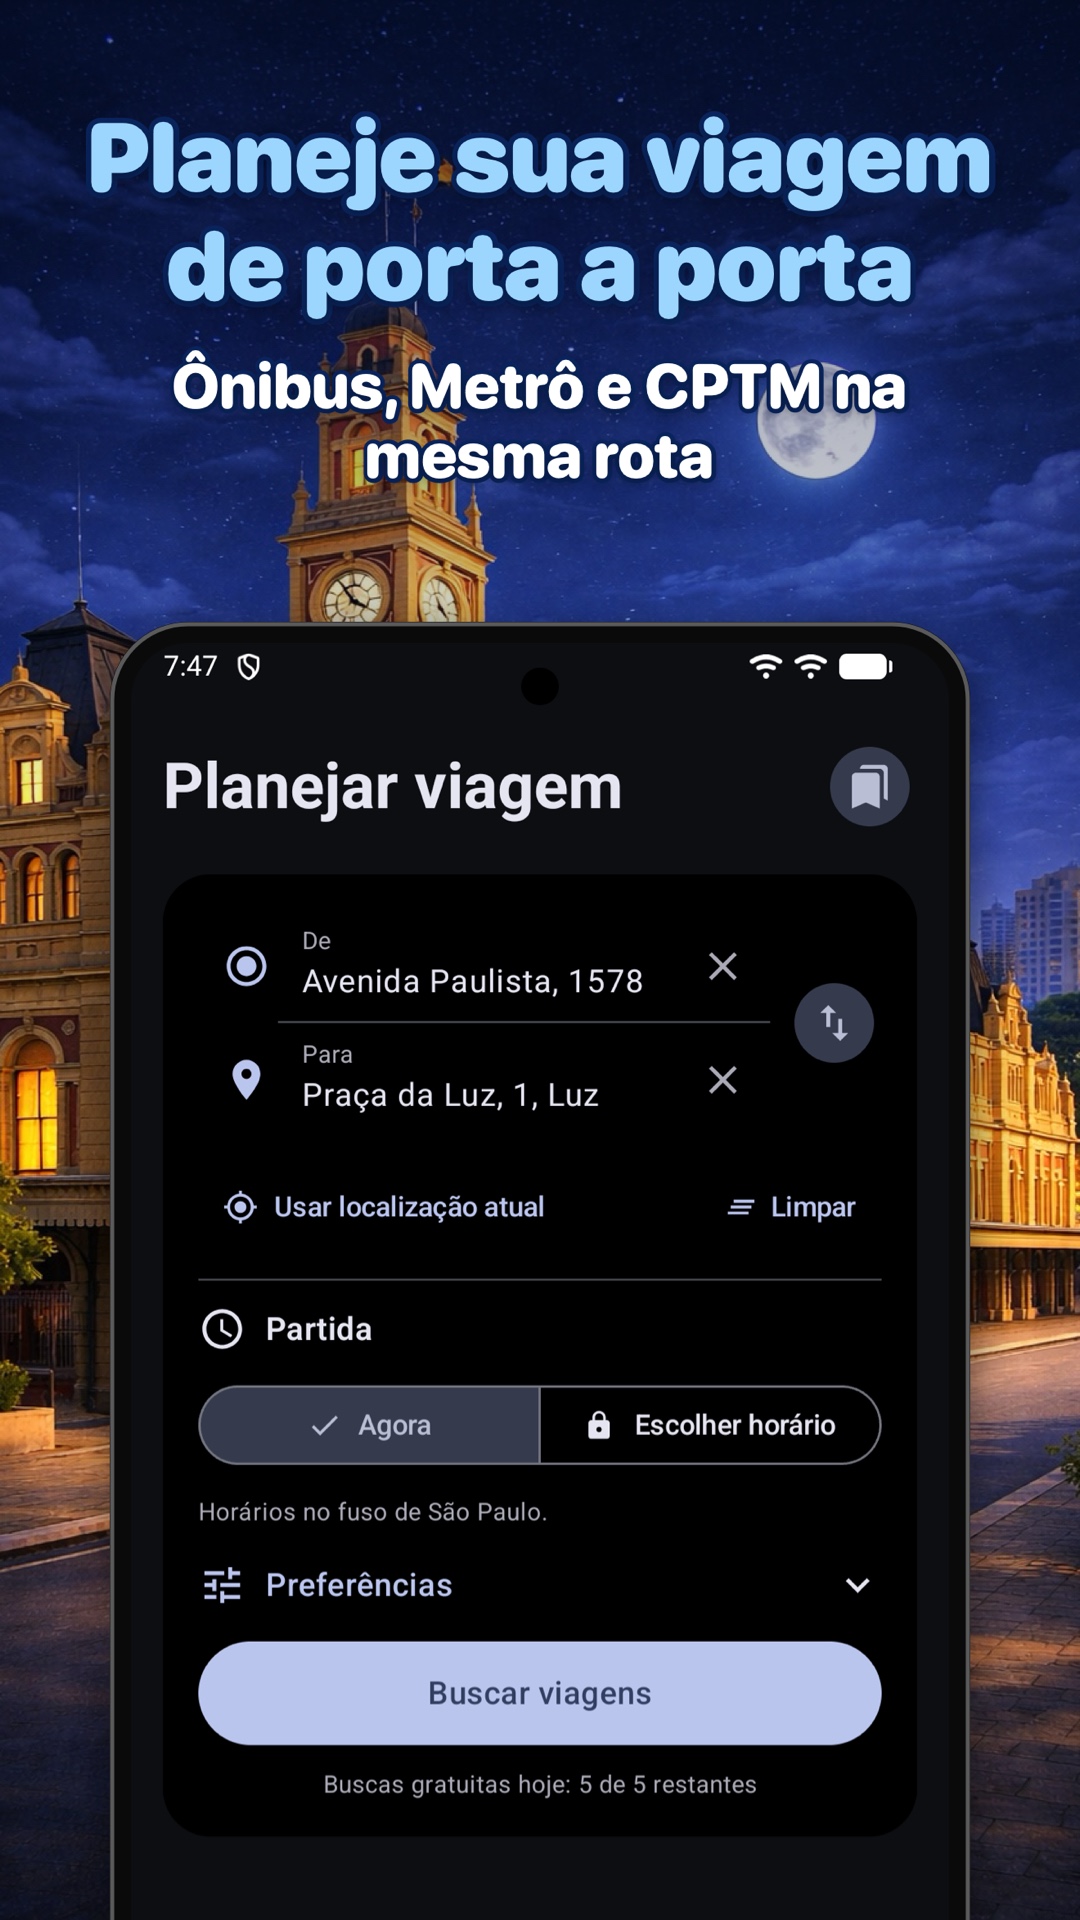 Planeje sua viagem
de porta a porta
Ônibus, Metrô e CPTM na
mesma rota
7:47
Planejar viagem
De
Avenida Paulista, 1578
Para
Praça da Luz, 1, Luz
Usar localização atual
Limpar
Partida
Agora
Escolher horário
Horários no fuso de São Paulo.
Preferências
Buscar viagens
Buscas gratuitas hoje: 5 de 5 restantes